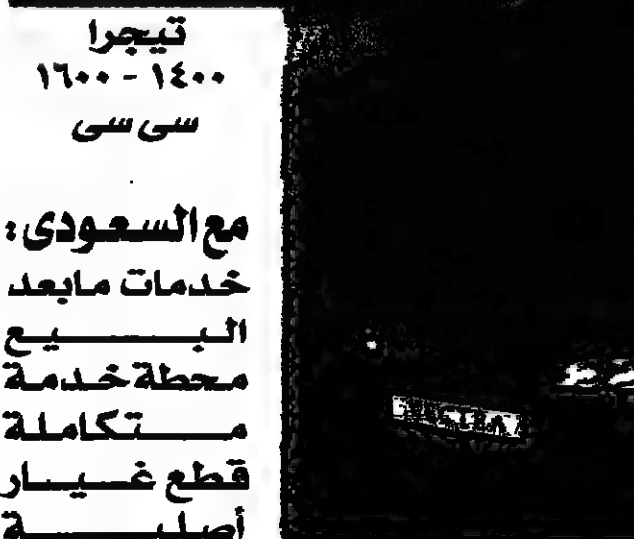 تيجرا
١٤٠٠ - ١٦٠٠
سى سى
مع السعودى:
خدمات مابعد
البيع
محطة خدمة
متكاملة
قطع غيار
أصلية